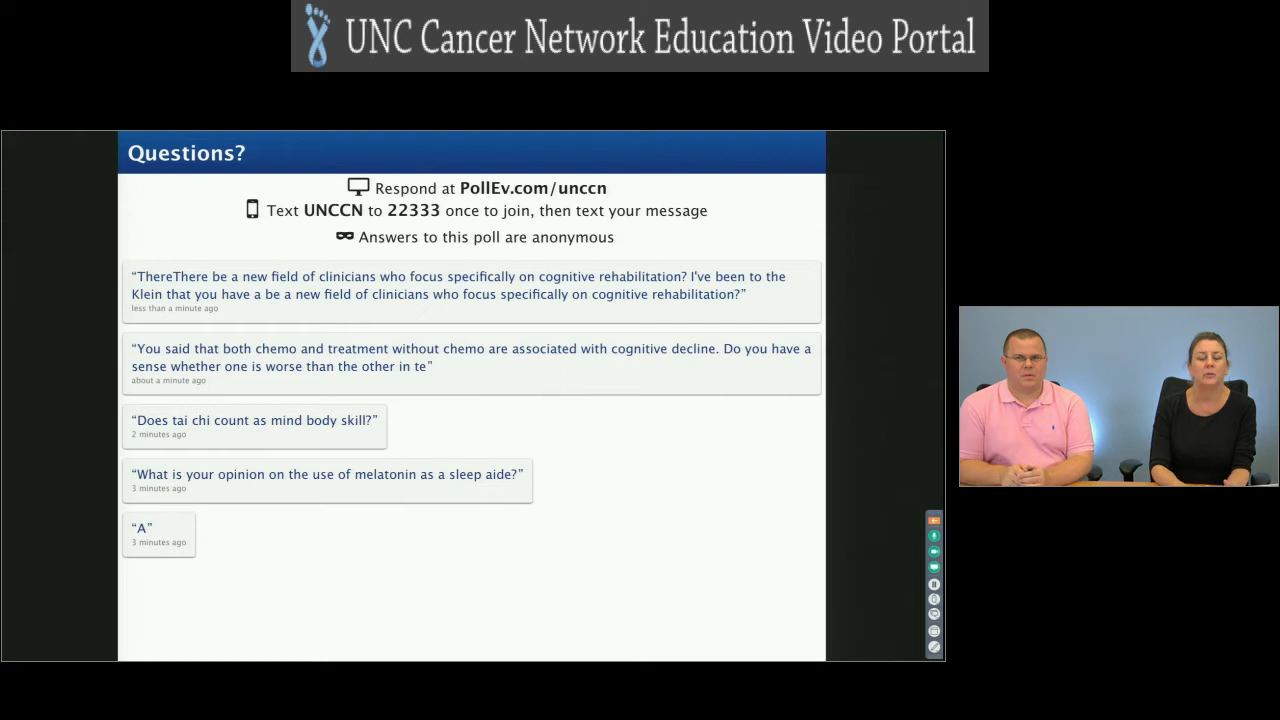 UNC Cancer Network Education Video Portal
Questions?
Respond at PollEv.com/unccn
Text UNCCN to 22333 once to join, then text your message
Answers to this poll are anonymous
“ThereThere be a new field of clinicians who focus specifically on cognitive rehabilitation? I've been to the
Klein that you have a be a new field of clinicians who focus specifically on cognitive rehabilitation?”
less than a minute ago
“You said that both chemo and treatment without chemo are associated with cognitive decline. Do you have a
sense whether one is worse than the other in te”
about a minute ago
“Does tai chi count as mind body skill?”
2 minutes ago
“What is your opinion on the use of melatonin as a sleep aide?”
3 minutes ago
“A”
3 minutes ago